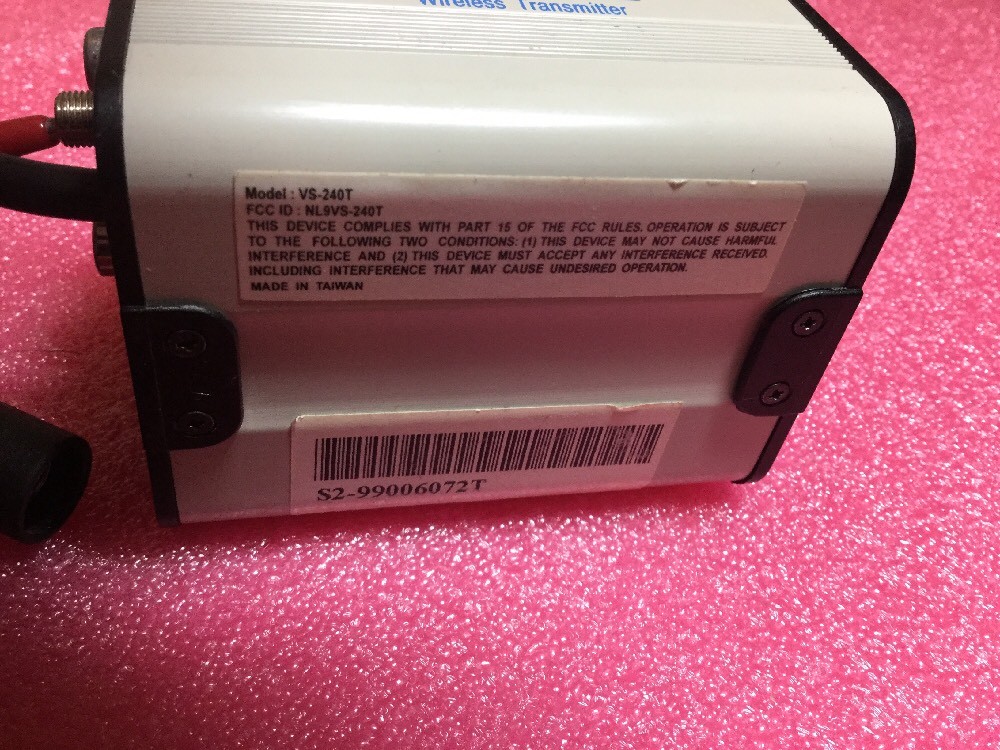 Wireless Transmitter
Model : VS-240T
FCC ID : NL9VS-240T
THIS DEVICE COMPLIES WITH PART 15 OF THE FCC RULES. OPERATION IS SUBJECT
TO THE FOLLOWING TWO CONDITIONS: (1) THIS DEVICE MAY NOT CAUSE HARMFUL
INTERFERENCE AND (2) THIS DEVICE MUST ACCEPT ANY INTERFERENCE RECEIVED.
INCLUDING INTERFERENCE THAT MAY CAUSE UNDESIRED OPERATION.
MADE IN TAIWAN
S2-99006072T